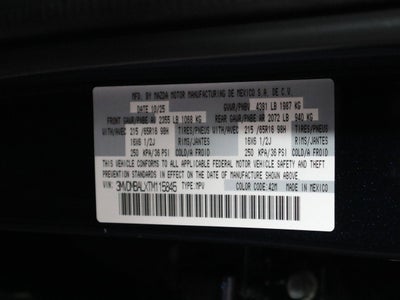 MFD. BY MAZDA MOTOR MANUFACTURING DE MEXICO S.A. DE C.V.
DATE 10/25 GVWR/PNBV 4381 LB 1987 KG
FRONT GAWR/PNBE AV 2355 LB 1068 KG REAR GAWR/PNBE AR 2072 LB 940 KG
WITH/AVEC 215 /65R16 98H TIRES/PNEUS WITH/AVEC 215 /65R16 98H TIRES/PNEUS
16X6 1/2J RIMS/JANTES 16X6 1/2J RIMS/JANTES
250 KPA/36 PSI COLD/FROID 250 KPA/36 PSI COLD/FROID
THIS VEHICLE CONFORMS TO ALL APPLICABLE FEDERAL MOTOR VEHICLE SAFETY AND THEFT
PREVENTION STANDARDS IN EFFECT ON THE DATE OF MANUFACTURE SHOWN ABOVE.
VIN: TYPE:MPV COLOR CODE:42M MADE IN MEXICO